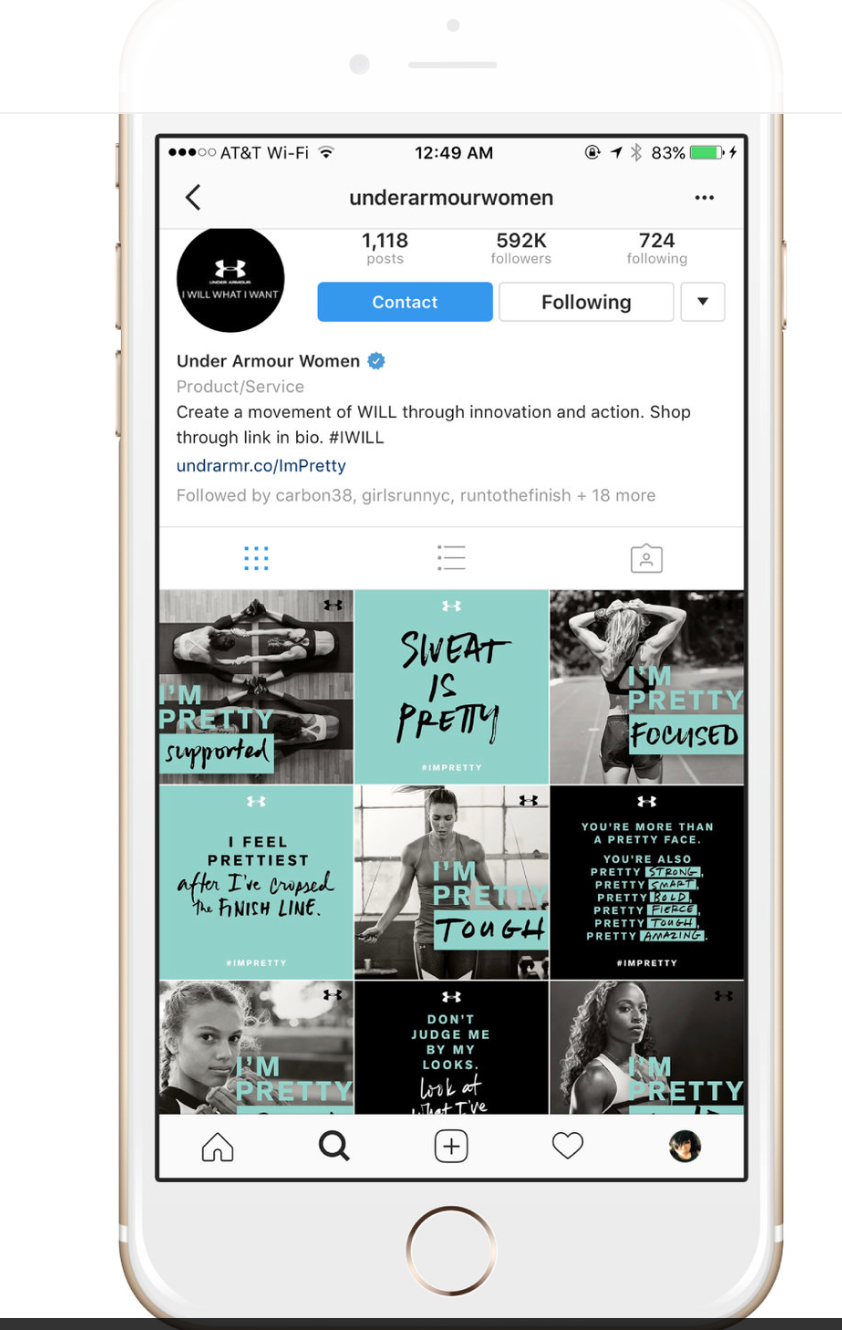 AT&T Wi-Fi 12:49 AM 83%
underarmourwomen
1,118 592K 724
posts followers following
UNDER ARMOUR
I WILL WHAT I WANT
Contact Following
Under Armour Women
Product/Service
Create a movement of WILL through innovation and action. Shop
through link in bio. #IWILL
undrarmr.co/ImPretty
Followed by carbon38, girlsrunnyc, runtothefinish + 18 more
I'M
PRETTY
supported
SWEAT
IS
PRETTY
#IMPRETTY
I'M
PRETTY
FOCUSED
I FEEL
PRETTIEST
after I've crossed
the FINISH LINE.
#IMPRETTY
I'M
PRETTY
TOUGH
YOU'RE MORE THAN
A PRETTY FACE.
YOU'RE ALSO
PRETTY STRONG,
PRETTY SMART,
PRETTY BOLD,
PRETTY FIERCE,
PRETTY TOUGH,
PRETTY AMAZING.
#IMPRETTY
I'M
PRETTY
DON'T
JUDGE ME
BY MY
LOOKS.
look at
what I've
I'M
PRETTY